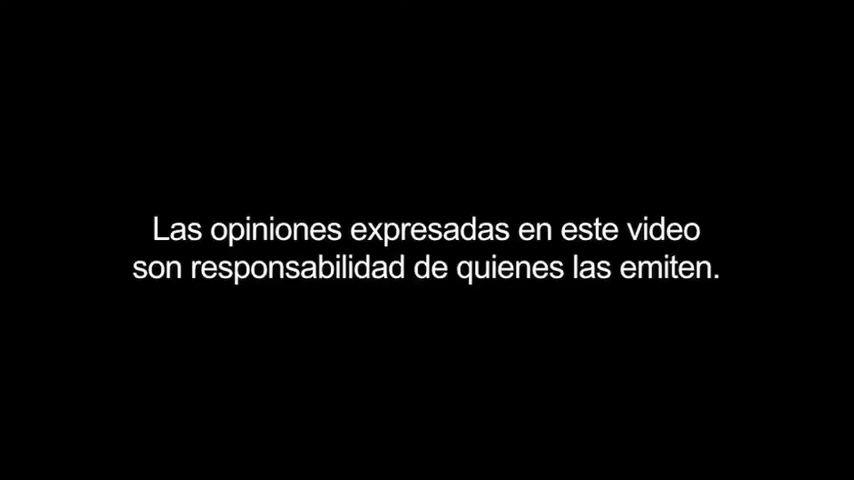 Las opiniones expresadas en este video
son responsabilidad de quienes las emiten.